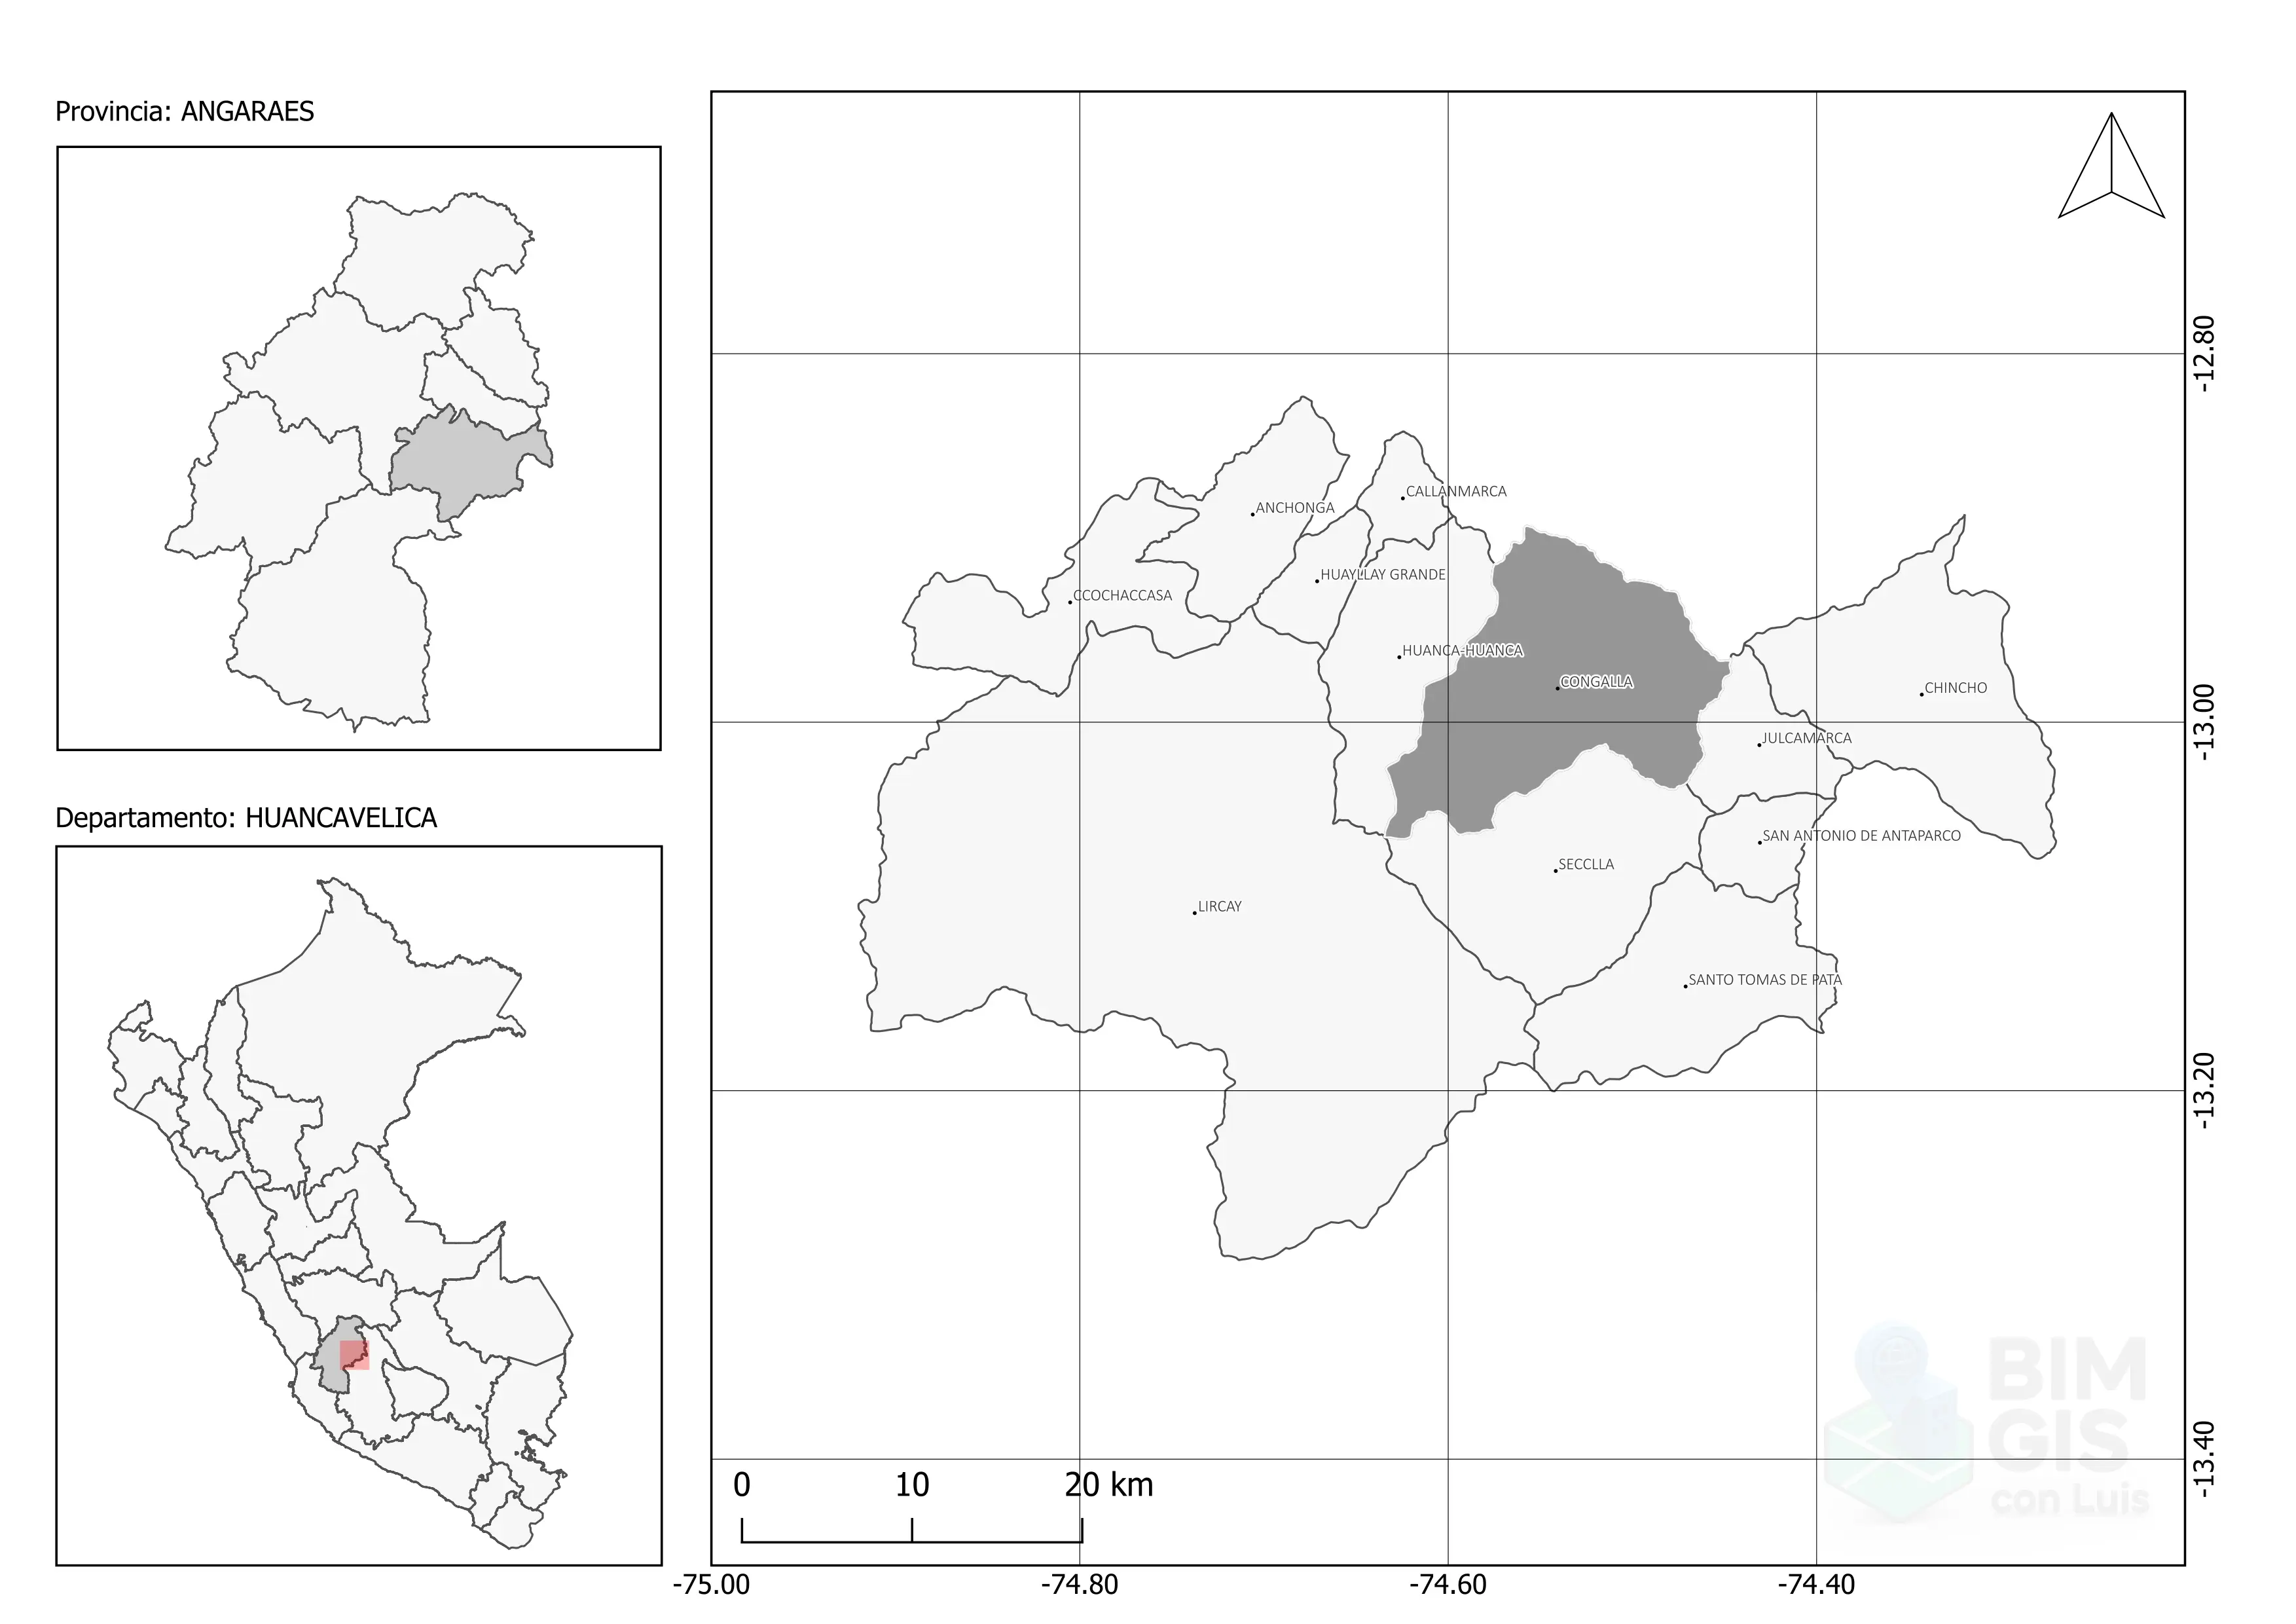 Provincia: ANGARAES
Departamento: HUANCAVELICA
CALLANMARCA
ANCHONGA
HUAYLLAY GRANDE
CCOCHACCASA
HUANCA-HUANCA
CONGALLA
CHINCHO
JULCAMARCA
SAN ANTONIO DE ANTAPARCO
SECCLLA
LIRCAY
SANTO TOMAS DE PATA
-12.80
-13.00
-13.20
-13.40
BIM
GIS
con Luis
0 10 20 km
-75.00 -74.80 -74.60 -74.40